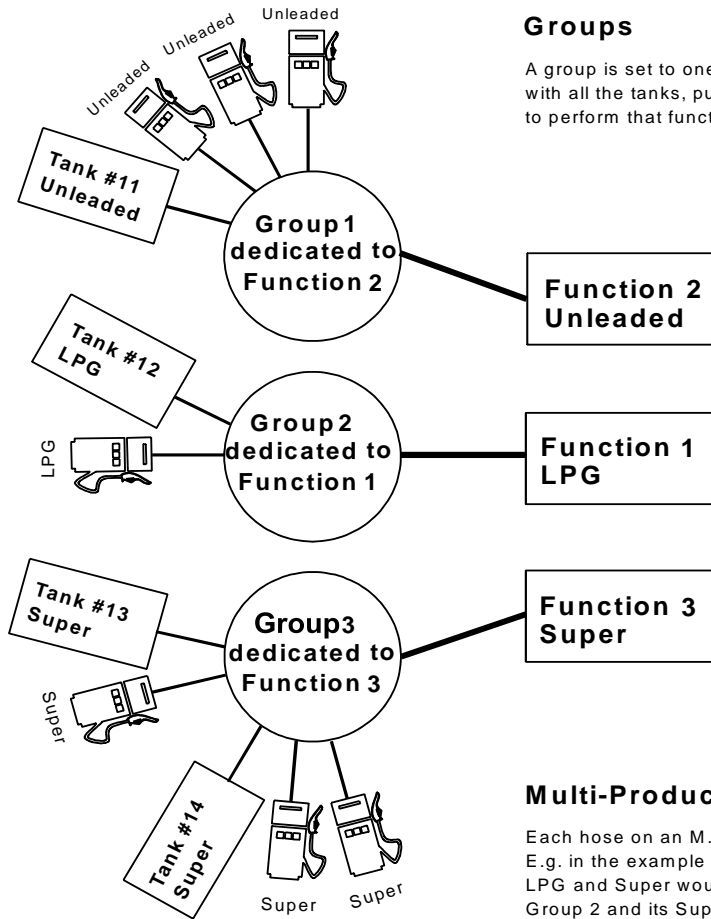 Unleaded
Unleaded
Unleaded
Tank #11
Unleaded
Group 1
dedicated to
Function 2
Groups
A group is set to one
with all the tanks, pu
to perform that funct
Function 2
Unleaded
Tank #12
LPG
LPG
Group 2
dedicated to
Function 1
Function 1
LPG
Tank #13
Super
Super
Group3
dedicated to
Function 3
Function 3
Super
Tank #14
Super
Super
Super
Multi-Produc
Each hose on an M.
E.g. in the example
LPG and Super wou
Group 2 and its Sup